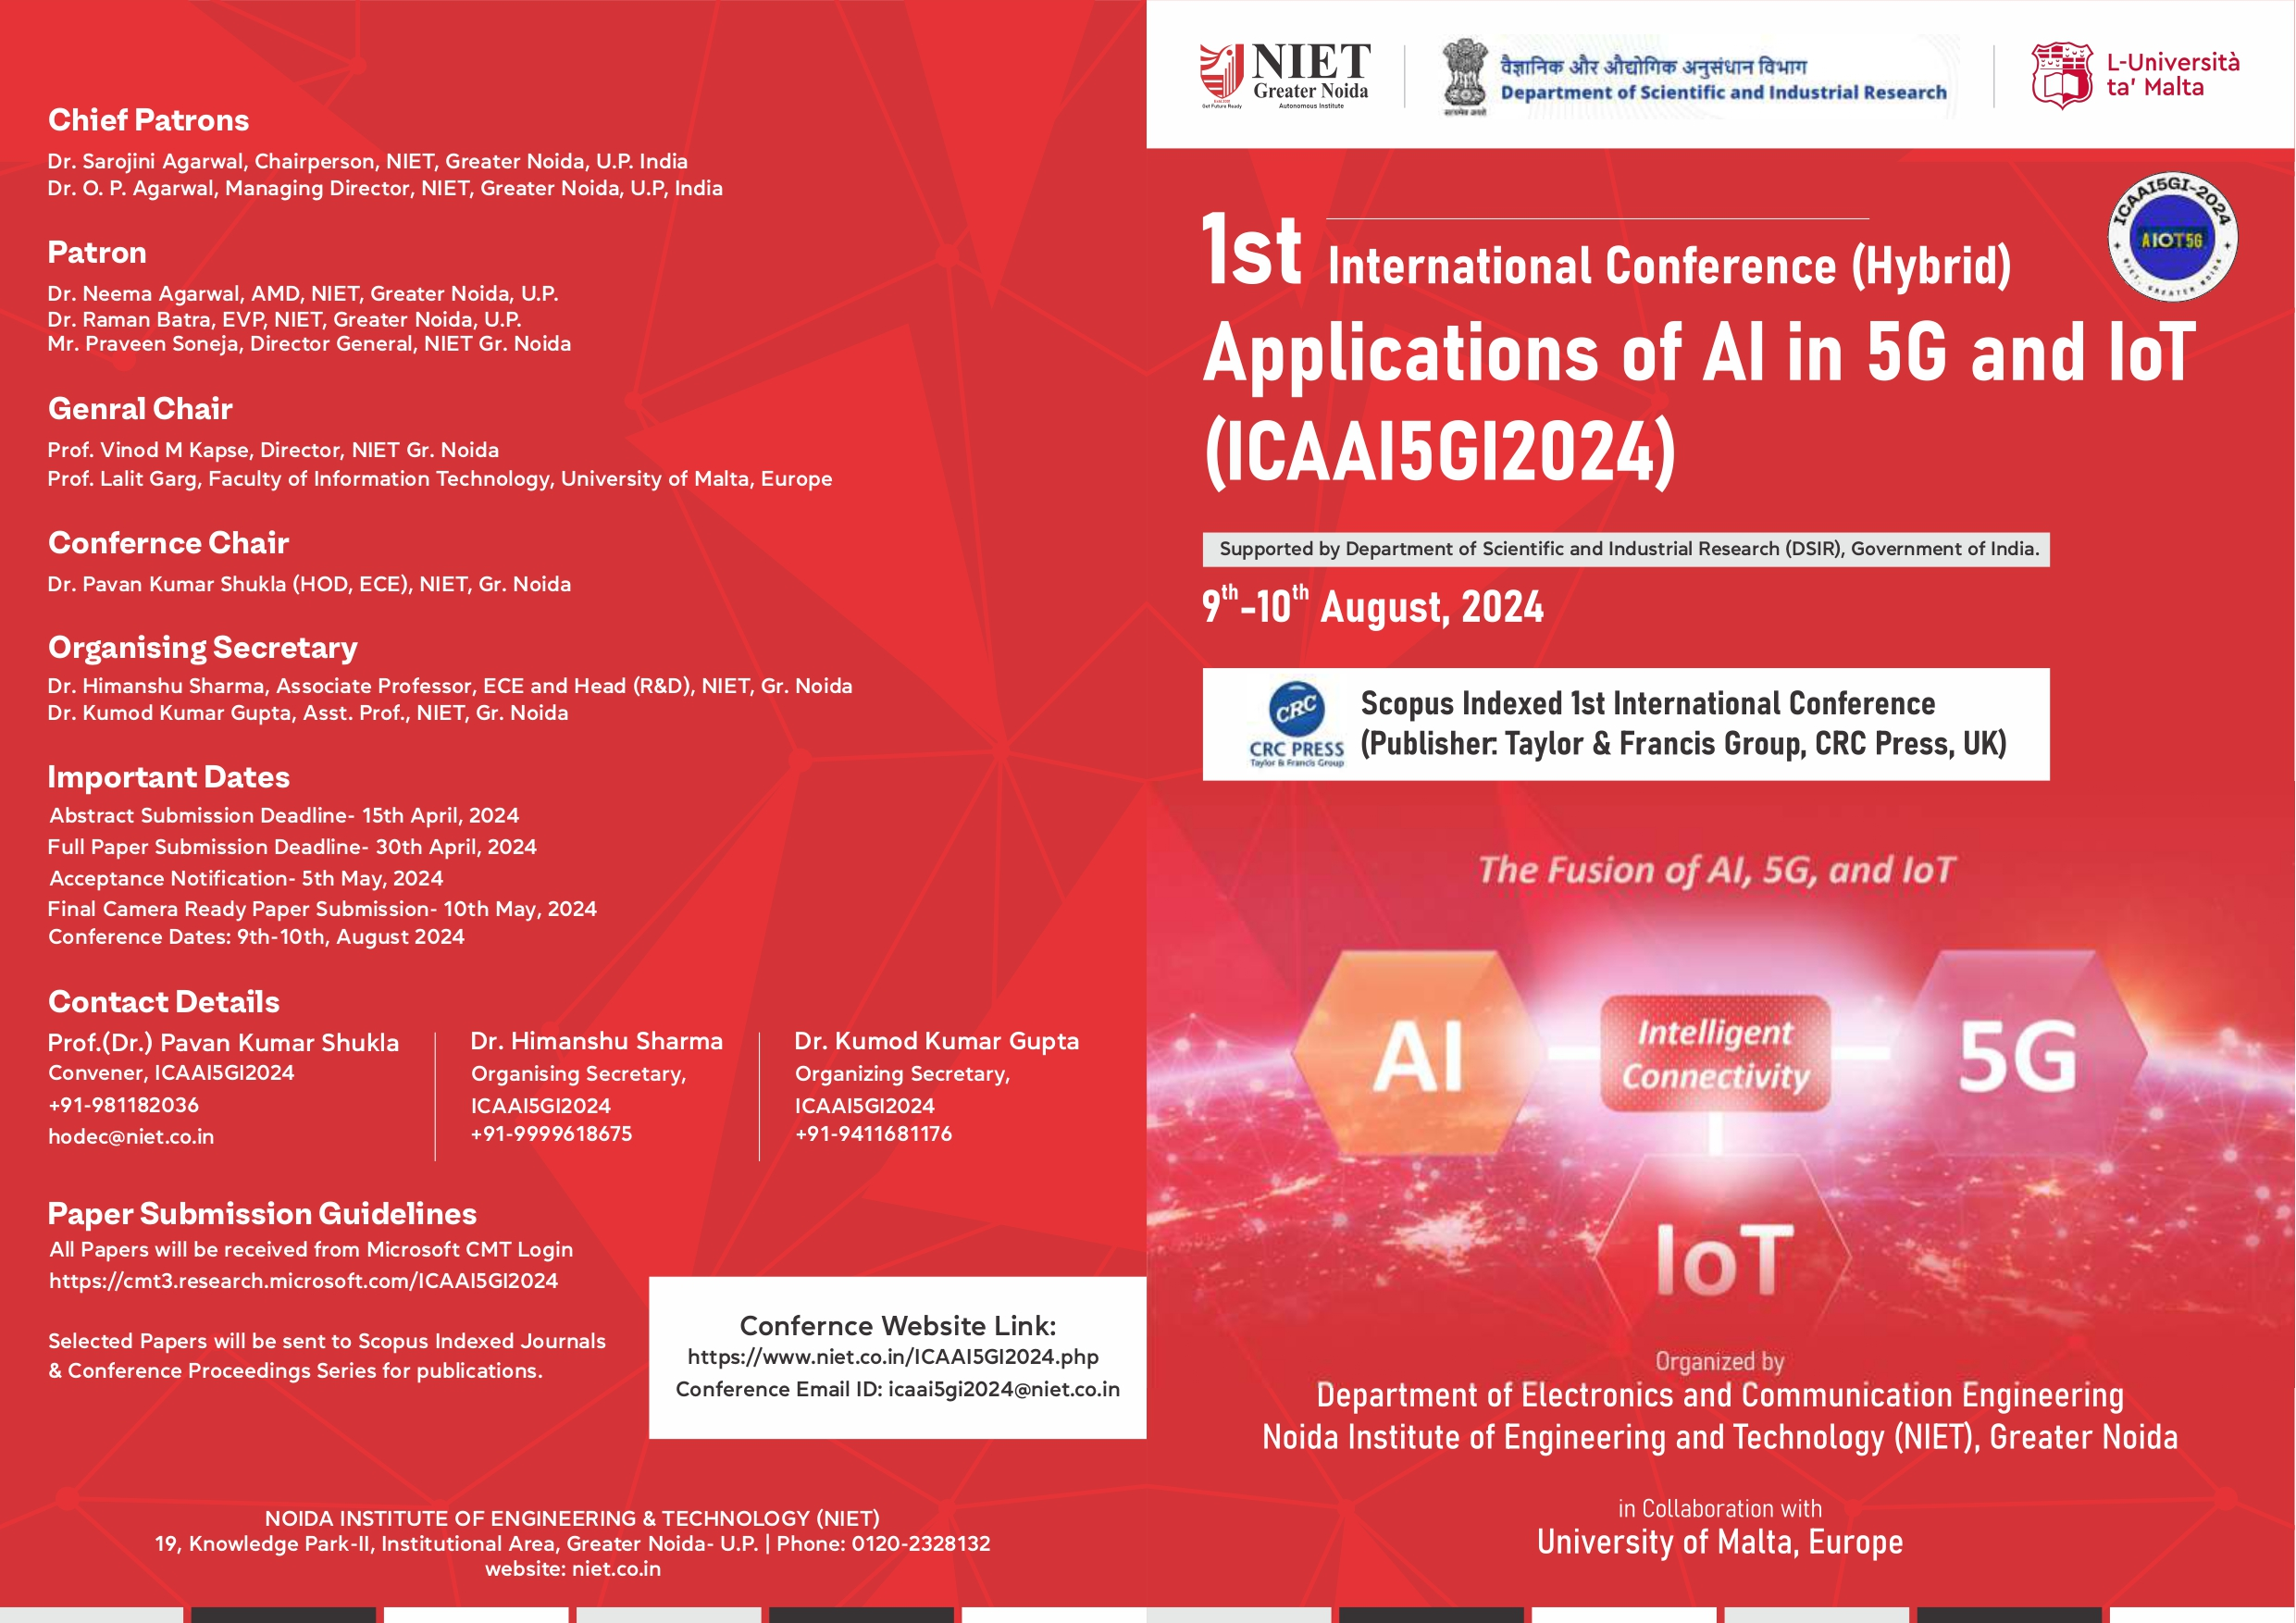 Chief Patrons
Dr. Sarojini Agarwal, Chairperson, NIET, Greater Noida, U.P. India
Dr. O. P. Agarwal, Managing Director, NIET, Greater Noida, U.P, India
Patron
Dr. Neema Agarwal, AMD, NIET, Greater Noida, U.P.
Dr. Raman Batra, EVP, NIET, Greater Noida, U.P.
Mr. Praveen Soneja, Director General, NIET Gr. Noida
Genral Chair
Prof. Vinod M Kapse, Director, NIET Gr. Noida
Prof. Lalit Garg, Faculty of Information Technology, University of Malta, Europe
Confernce Chair
Dr. Pavan Kumar Shukla (HOD, ECE), NIET, Gr. Noida
Organising Secretary
Dr. Himanshu Sharma, Associate Professor, ECE and Head (R&D), NIET, Gr. Noida
Dr. Kumod Kumar Gupta, Asst. Prof., NIET, Gr. Noida
Important Dates
Abstract Submission Deadline- 15th April, 2024
Full Paper Submission Deadline- 30th April, 2024
Acceptance Notification- 5th May, 2024
Final Camera Ready Paper Submission- 10th May, 2024
Conference Dates: 9th-10th, August 2024
Contact Details
Prof.(Dr.) Pavan Kumar Shukla
Convener, ICAAI5GI2024
+91-981182036
hodec@niet.co.in
Dr. Himanshu Sharma
Organising Secretary,
ICAAI5GI2024
+91-9999618675
Dr. Kumod Kumar Gupta
Organizing Secretary,
ICAAI5GI2024
+91-9411681176
Paper Submission Guidelines
All Papers will be received from Microsoft CMT Login
https://cmt3.research.microsoft.com/ICAAI5GI2024
Selected Papers will be sent to Scopus Indexed Journals
& Conference Proceedings Series for publications.
Confernce Website Link:
https://www.niet.co.in/ICAAI5GI2024.php
Conference Email ID: icaai5gi2024@niet.co.in
NOIDA INSTITUTE OF ENGINEERING & TECHNOLOGY (NIET)
19, Knowledge Park-II, Institutional Area, Greater Noida- U.P. | Phone: 0120-2328132
website: niet.co.in
NIET
Greater Noida
Autonomous Institute
Get Future Ready
सत्यमेव जयते
वैज्ञानिक और औद्योगिक अनुसंधान विभाग
Department of Scientific and Industrial Research
L-Università
ta' Malta
ICAAI5GI-2024
AIOT5G
NIET, GREATER NOIDA
1st International Conference (Hybrid)
Applications of AI in 5G and IoT
(ICAAI5GI2024)
Supported by Department of Scientific and Industrial Research (DSIR), Government of India.
9th-10th August, 2024
CRC
CRC PRESS
Taylor & Francis Group
Scopus Indexed 1st International Conference
(Publisher: Taylor & Francis Group, CRC Press, UK)
The Fusion of AI, 5G, and IoT
AI
Intelligent
Connectivity
5G
IoT
Organized by
Department of Electronics and Communication Engineering
Noida Institute of Engineering and Technology (NIET), Greater Noida
in Collaboration with
University of Malta, Europe